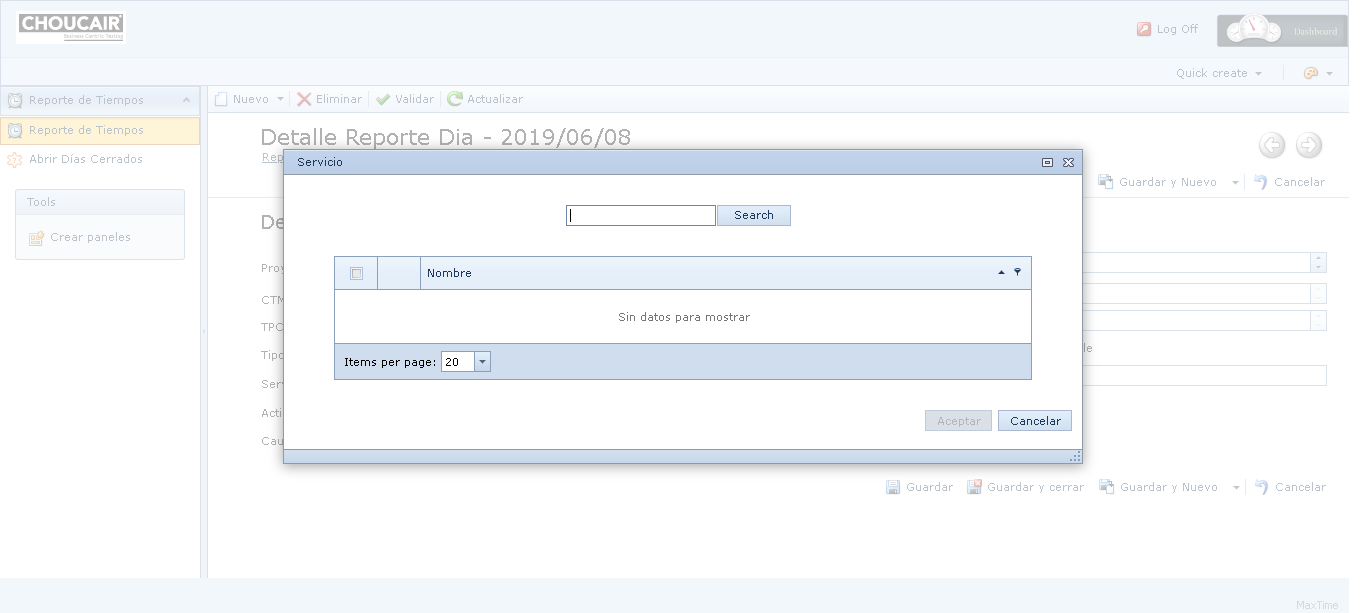 CHOUCAIR
Business Centric Testing
Log Off
Dashboard
Quick create
Reporte de Tiempos
Nuevo
Eliminar
Validar
Actualizar
Reporte de Tiempos
Abrir Días Cerrados
Detalle Reporte Dia - 2019/06/08
Rep
Servicio
Guardar y Nuevo
Cancelar
Tools
Crear paneles
De
Search
Proy
Nombre
CTM
Sin datos para mostrar
TPC
Tipo
le
Items per page: 20
Serv
Acti
Aceptar
Cancelar
Cau
Guardar
Guardar y cerrar
Guardar y Nuevo
Cancelar
MaxTime